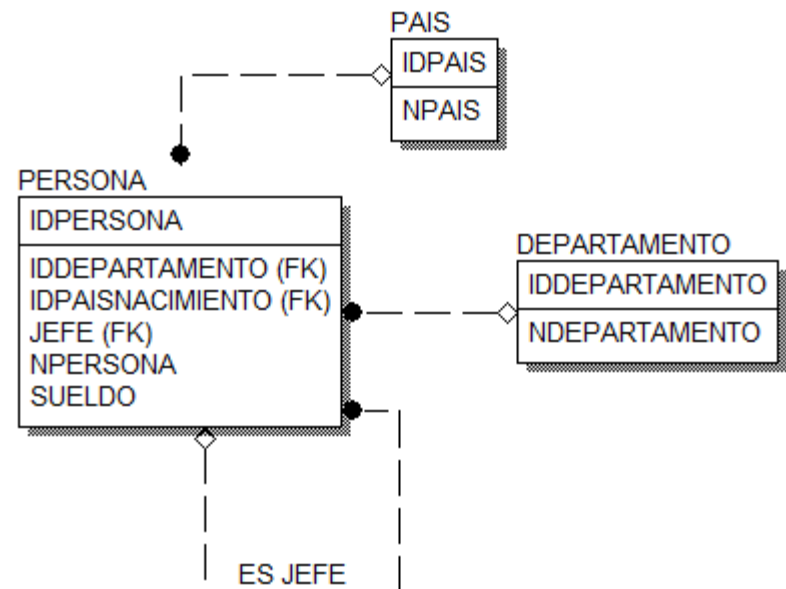 PAIS
IDPAIS
NPAIS
PERSONA
IDPERSONA
IDDEPARTAMENTO (FK)
IDPAISNACIMIENTO (FK)
JEFE (FK)
NPERSONA
SUELDO
DEPARTAMENTO
IDDEPARTAMENTO
NDEPARTAMENTO
ES JEFE